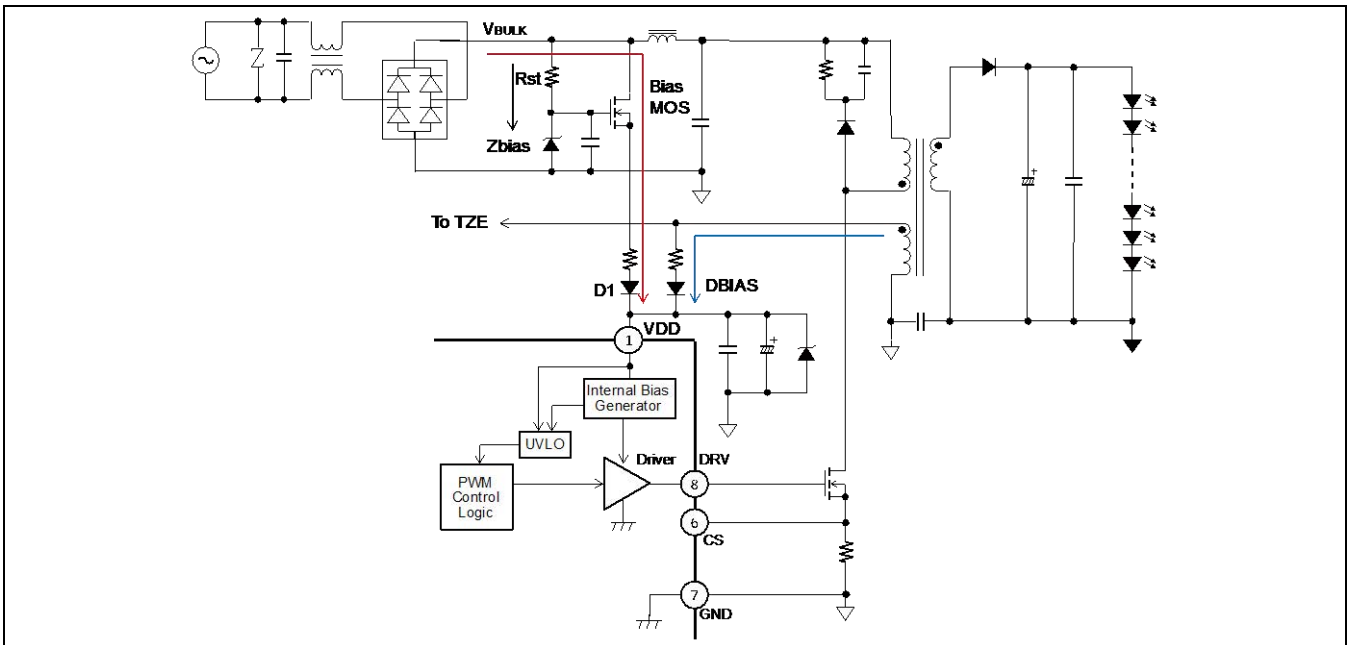 VBULK
Rst
Bias
MOS
Zbias
To TZE
D1
DBIAS
VDD
1
Internal Bias
Generator
UVLO
Driver
DRV
PWM
Control
Logic
8
6
CS
7
GND
+
+